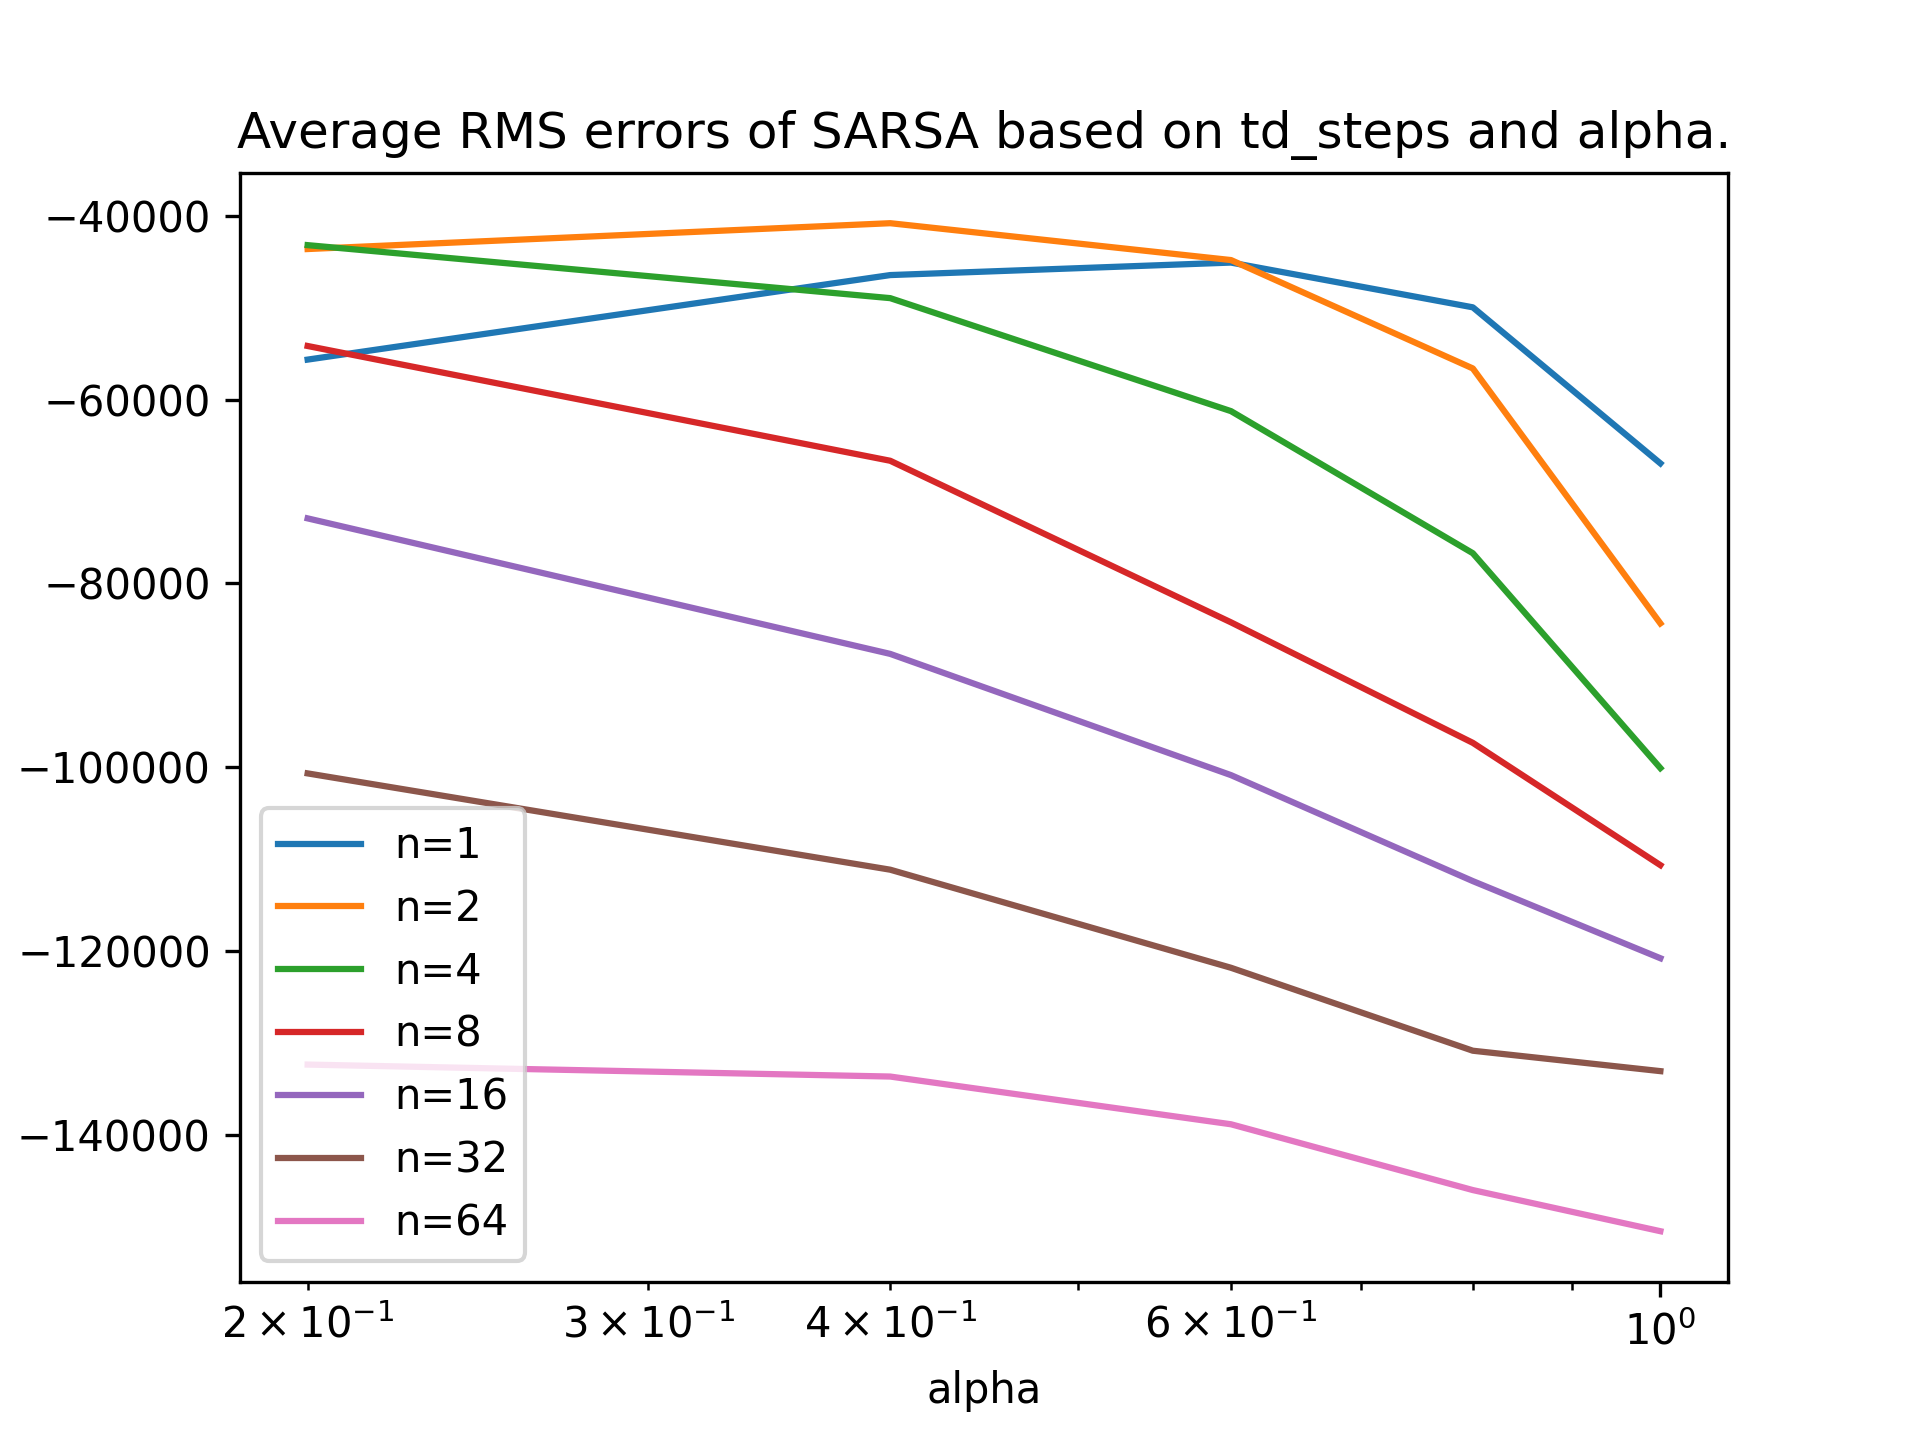 Average RMS errors of SARSA based on td_steps and alpha.
−40000
−60000
−80000
−100000
−120000
−140000
n=1
n=2
n=4
n=8
n=16
n=32
n=64
2 × 10⁻¹ 3 × 10⁻¹ 4 × 10⁻¹ 6 × 10⁻¹ 10⁰
alpha